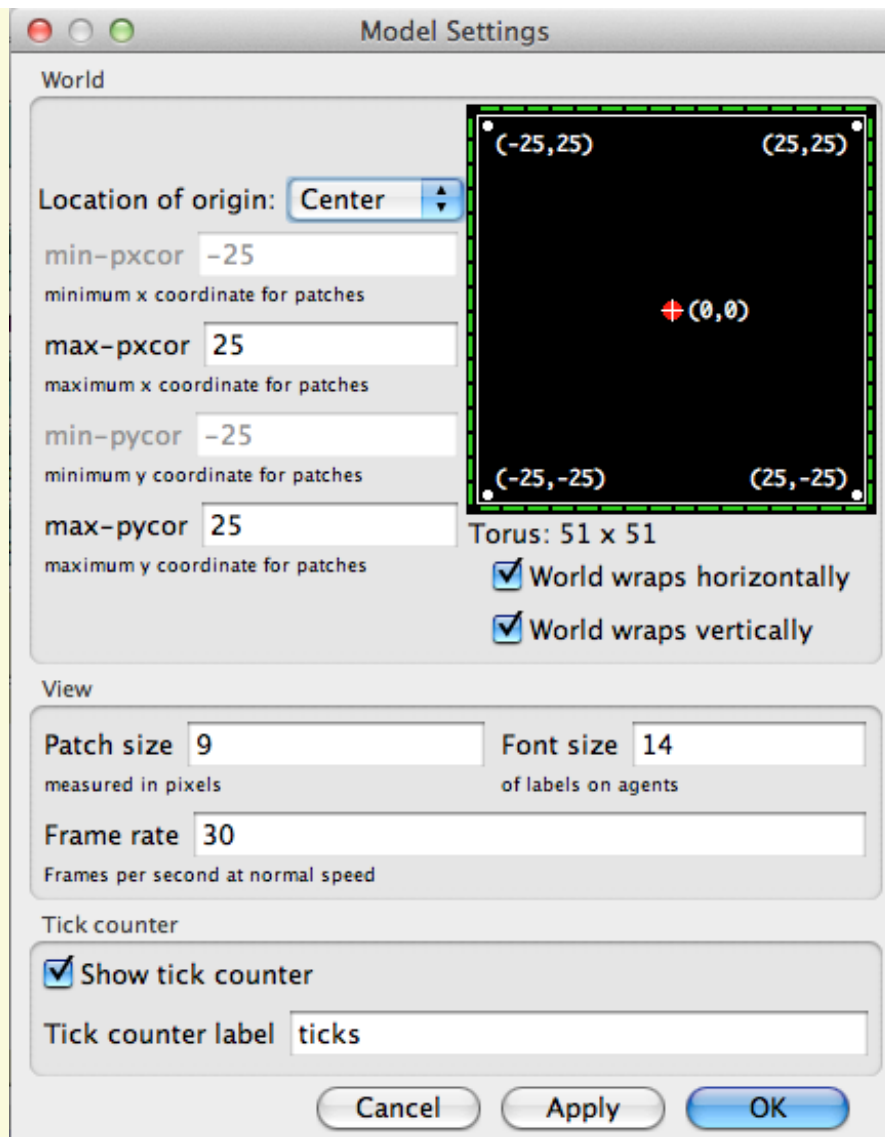 Model Settings
World
Location of origin: Center
min-pxcor -25
minimum x coordinate for patches
max-pxcor 25
maximum x coordinate for patches
min-pycor -25
minimum y coordinate for patches
max-pycor 25
maximum y coordinate for patches
(-25,25) (25,25)
(0,0)
(-25,-25) (25,-25)
Torus: 51 x 51
World wraps horizontally
World wraps vertically
View
Patch size 9 Font size 14
measured in pixels of labels on agents
Frame rate 30
Frames per second at normal speed
Tick counter
Show tick counter
Tick counter label ticks
Cancel Apply OK